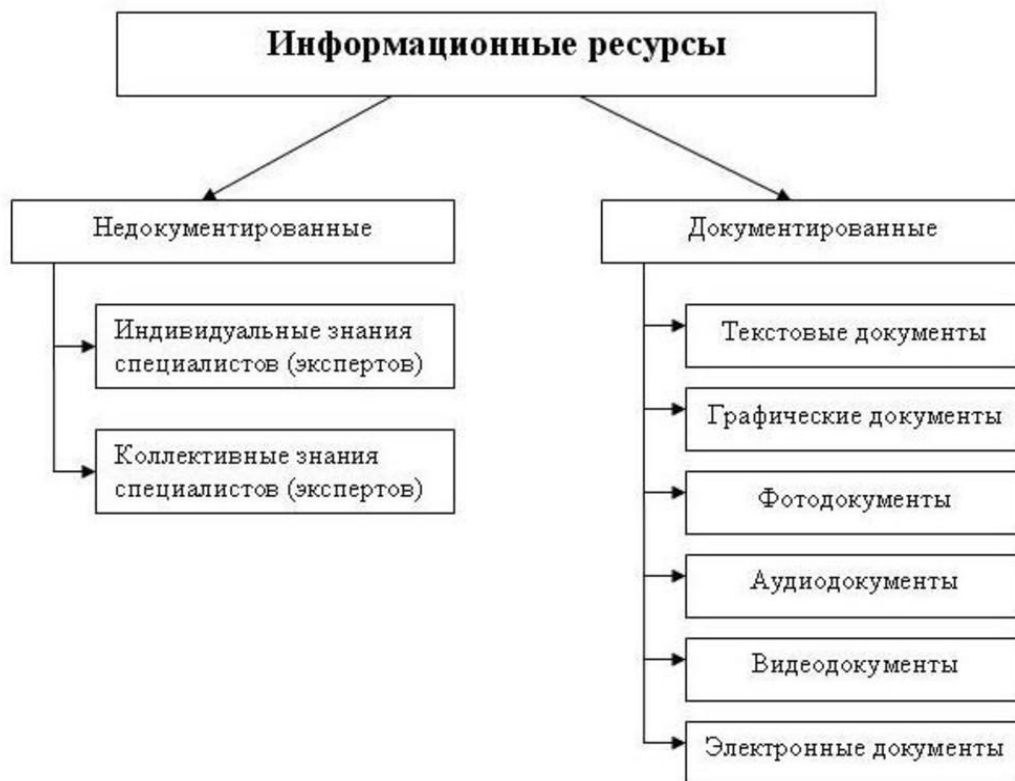 Информационные ресурсы
Недокументированные
Индивидуальные знания
специалистов (экспертов)
Коллективные знания
специалистов (экспертов)
Документированные
Текстовые документы
Графические документы
Фотодокументы
Аудиодокументы
Видеодокументы
Электронные документы